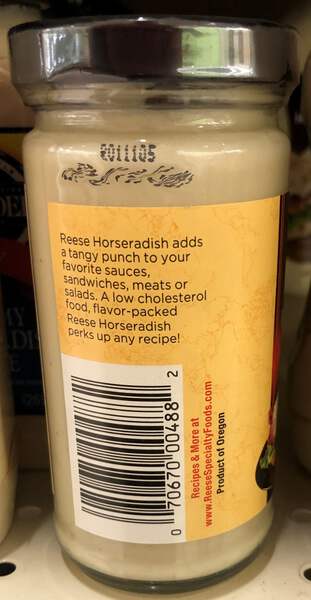 2011105
Reese Horseradish adds
a tangy punch to your
favorite sauces,
sandwiches, meats or
salads. A low cholesterol
food, flavor-packed
Reese Horseradish
perks up any recipe!
0 70670 00488 2
Recipes & More at
www.ReeseSpecialtyFoods.com
Product of Oregon